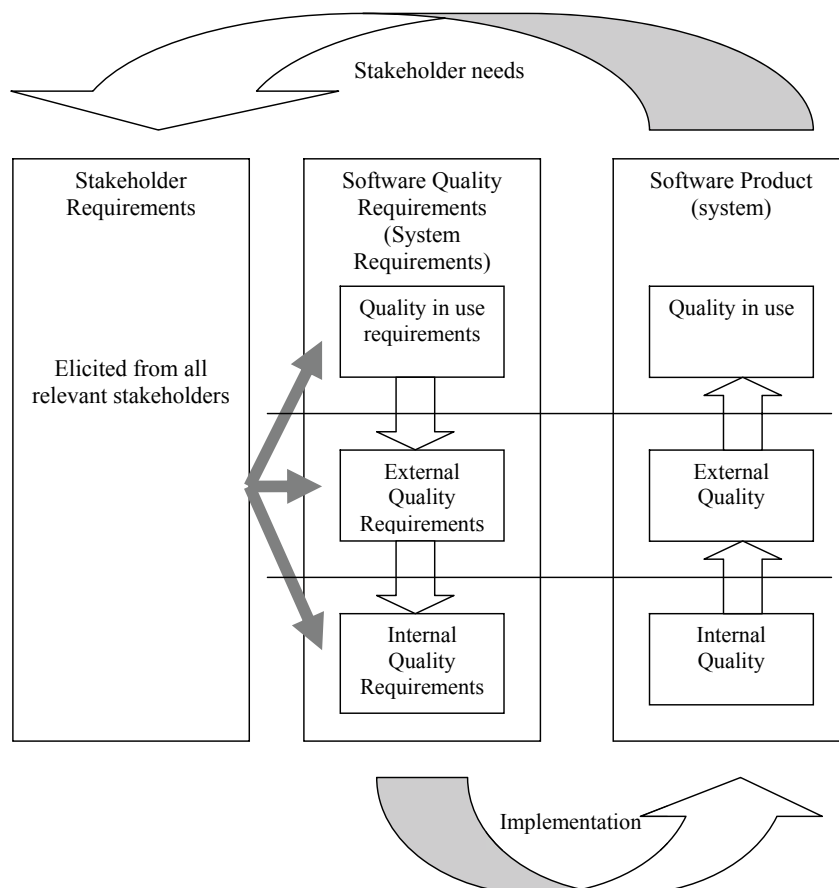 Stakeholder needs
Stakeholder
Requirements
Elicited from all
relevant stakeholders
Software Quality
Requirements
(System
Requirements)
Quality in use
requirements
External
Quality
Requirements
Internal
Quality
Requirements
Software Product
(system)
Quality in use
External
Quality
Internal
Quality
Implementation